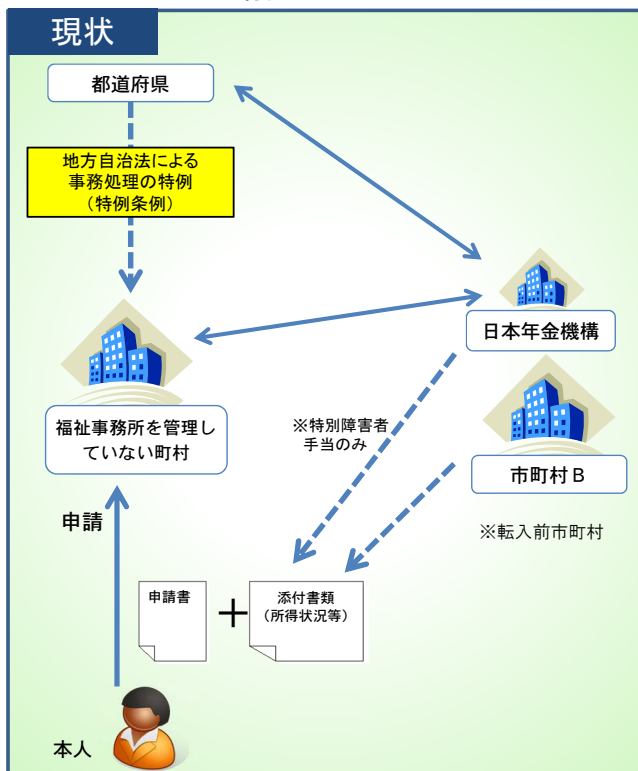 現状
都道府県
地方自治法による
事務処理の特例
（特例条例）
日本年金機構
福祉事務所を管理し
ていない町村
※特別障害者
手当のみ
市町村Ｂ
※転入前市町村
申請
申請書
＋
添付書類
（所得状況等）
本人